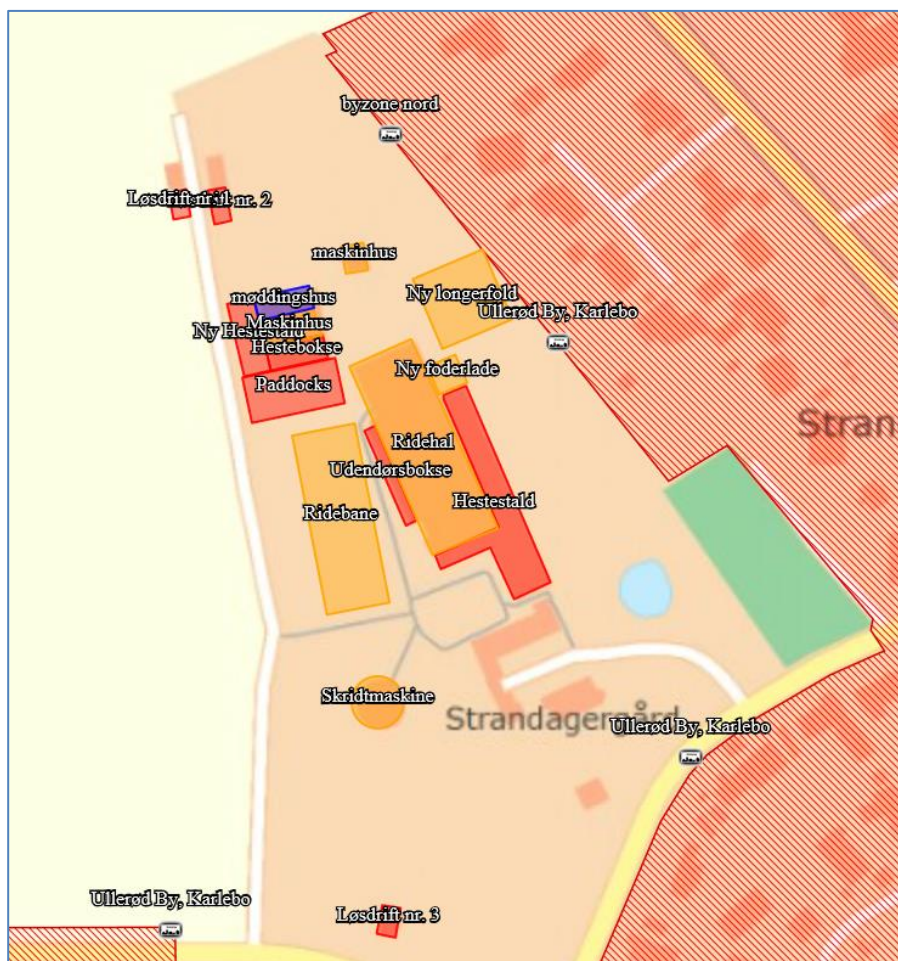 byzone nord
Løsdrift nr. 2
maskinhus
møddingshus
Ny longerfold
Maskinhus
Ullerød By, Karlebo
Ny Hestestald
Hestebokse
Ny foderlade
Paddocks
Stran
Ridehal
Udendørsbokse
Hestestald
Ridebane
Skridtmaskine
Strandagergård
Ullerød By, Karlebo
Ullerød By, Karlebo
Løsdrift nr. 3